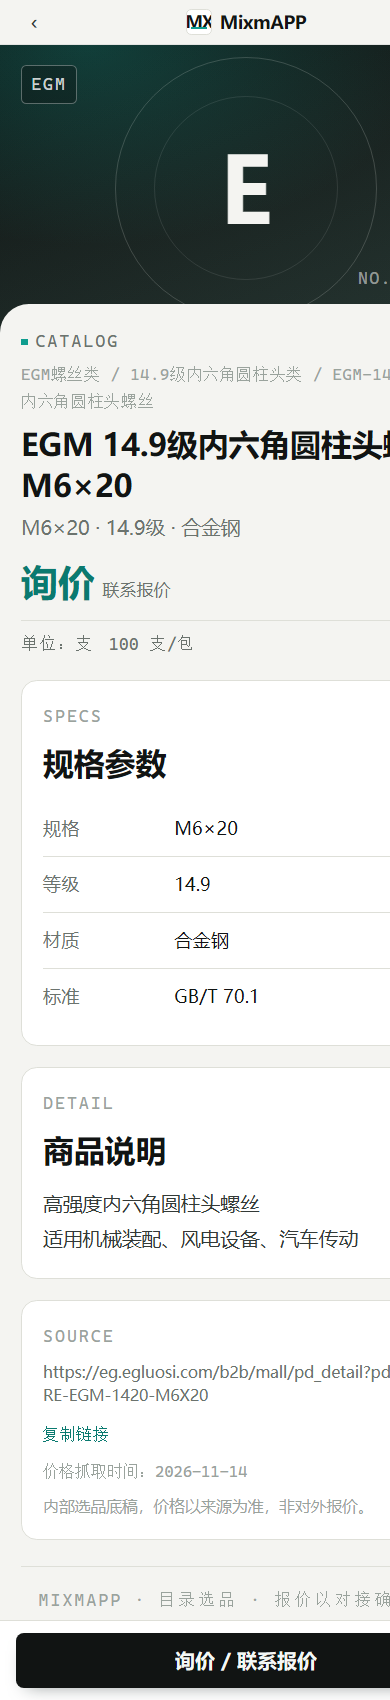 ‹
MX MixmAPP
EGM
E
NO.
CATALOG
EGM螺丝类 / 14.9级内六角圆柱头类 / EGM-14
内六角圆柱头螺丝
EGM 14.9级内六角圆柱头
M6×20
M6×20 · 14.9级 · 合金钢
询价 联系报价
单位: 支 100 支/包
SPECS
规格参数
规格 M6×20
等级 14.9
材质 合金钢
标准 GB/T 70.1
DETAIL
商品说明
高强度内六角圆柱头螺丝
适用机械装配、风电设备、汽车传动
SOURCE
https://eg.egluosi.com/b2b/mall/pd_detail?pd
RE-EGM-1420-M6X20
复制链接
价格抓取时间: 2026-11-14
内部选品底稿，价格以来源为准，非对外报价。
MIXMAPP · 目录选品 · 报价以对接确
询价 / 联系报价